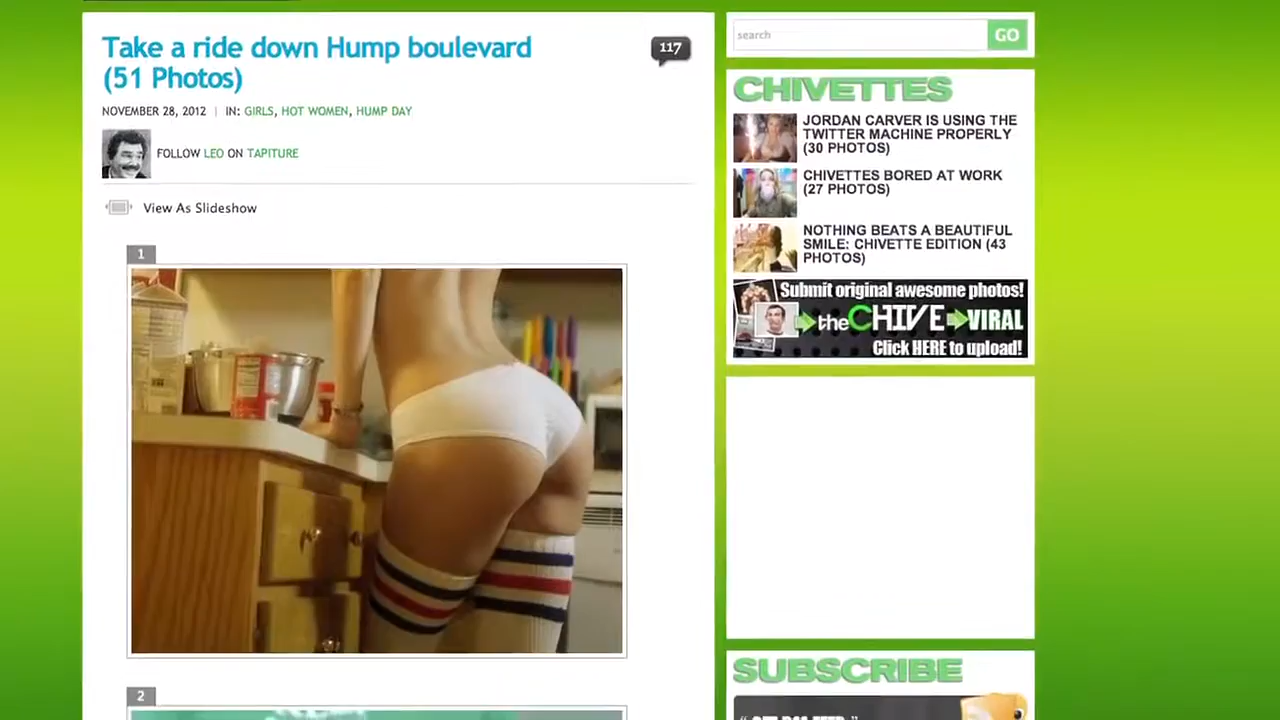 Take a ride down Hump boulevard
(51 Photos)
117
NOVEMBER 28, 2012 | IN: GIRLS, HOT WOMEN, HUMP DAY
FOLLOW LEO ON TAPITURE
View As Slideshow
1
2
search
GO
CHIVETTES
JORDAN CARVER IS USING THE
TWITTER MACHINE PROPERLY
(30 PHOTOS)
CHIVETTES BORED AT WORK
(27 PHOTOS)
NOTHING BEATS A BEAUTIFUL
SMILE: CHIVETTE EDITION (43
PHOTOS)
Submit original awesome photos!
theCHIVE VIRAL
Click HERE to upload!
SUBSCRIBE